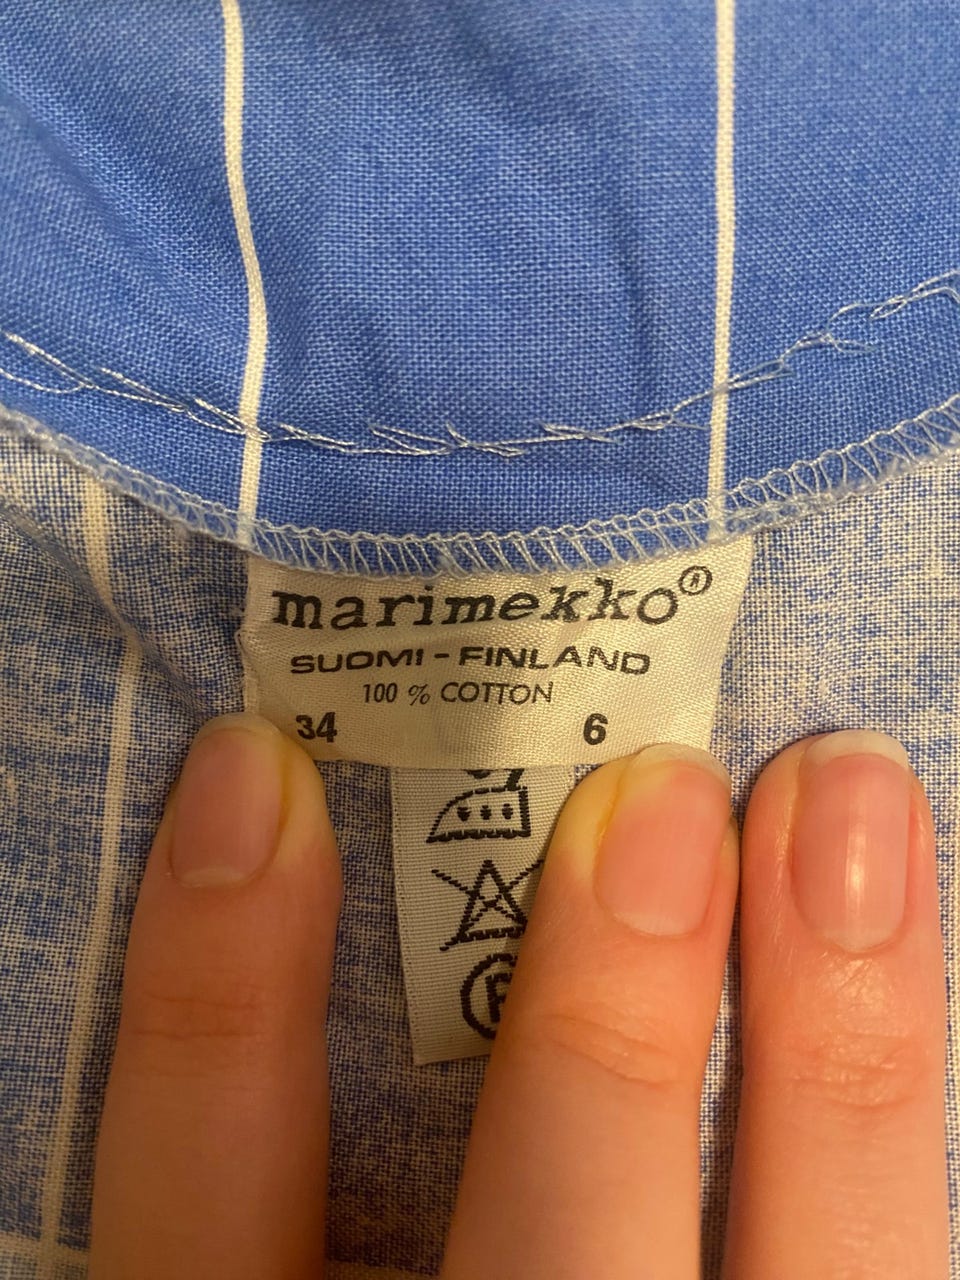 marimekko®
SUOMI - FINLAND
100 % COTTON
34 6